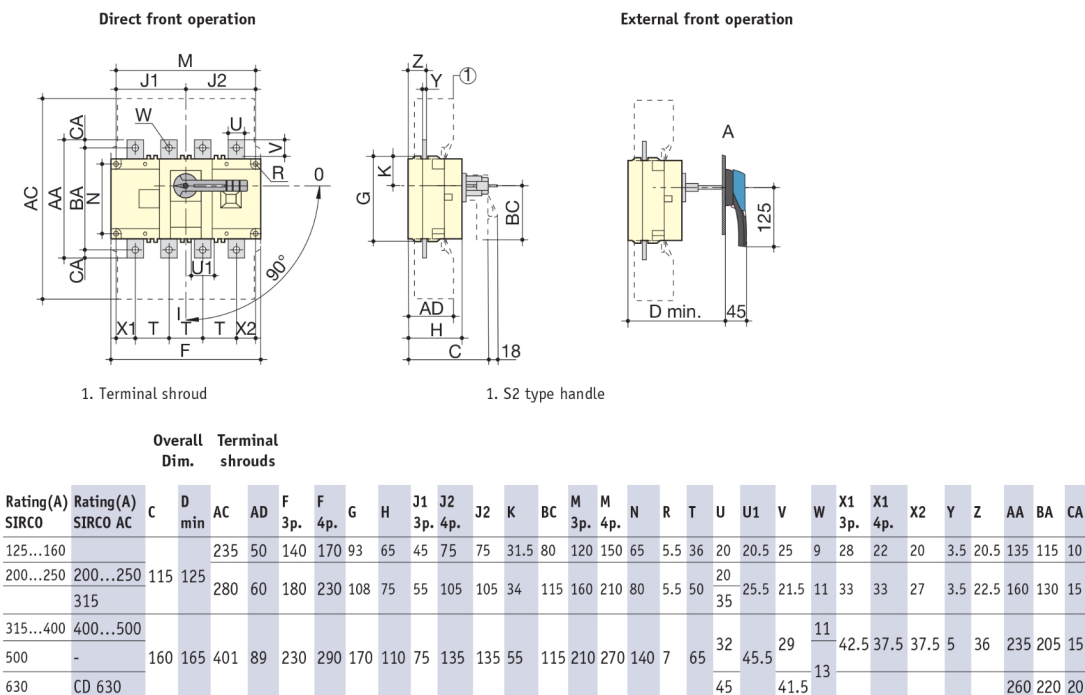 Direct front operation
External front operation
M
J1 J2
W U
CA
V
R 0
AC AA BA N
CA
U1
90°
I
X1 T T T X2
F
Z
Y 1
K
G
BC
AD
H
C 18
A
125
D min. 45
1. Terminal shroud
1. S2 type handle
Overall Dim.
Terminal shrouds
Rating(A) SIRCO Rating(A) SIRCO AC C D min AC AD F 3p. F 4p. G H J1 3p. J2 4p. J2 K BC M 3p. M 4p. N R T U U1 V W X1 3p. X1 4p. X2 Y Z AA BA CA
125...160 235 50 140 170 93 65 45 75 75 31.5 80 120 150 65 5.5 36 20 20.5 25 9 28 22 20 3.5 20.5 135 115 10
200...250 200...250 115 125 280 60 180 230 108 75 55 105 105 34 115 160 210 80 5.5 50 20 25.5 21.5 11 33 33 27 3.5 22.5 160 130 15
315 35
315...400 400...500 32 29 11 42.5 37.5 37.5 5 36 235 205 15
500 - 160 165 401 89 230 290 170 110 75 135 135 55 115 210 270 140 7 65 45.5 13
630 CD 630 45 41.5 260 220 20